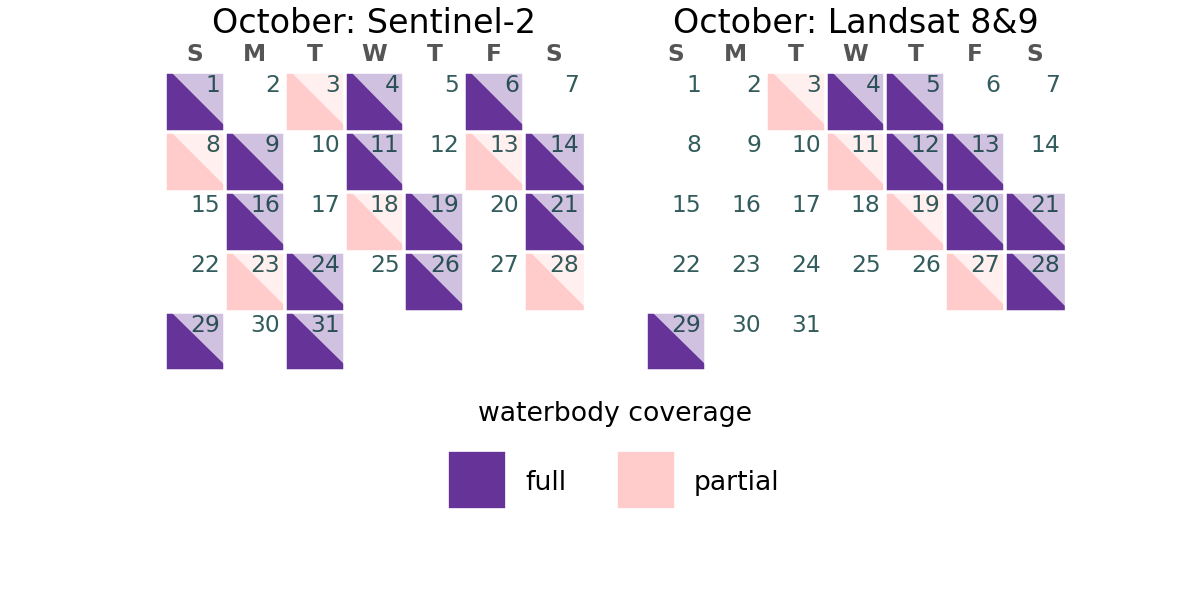 October: Sentinel-2
S M T W T F S
1 2 3 4 5 6 7
8 9 10 11 12 13 14
15 16 17 18 19 20 21
22 23 24 25 26 27 28
29 30 31
October: Landsat 8&9
S M T W T F S
1 2 3 4 5 6 7
8 9 10 11 12 13 14
15 16 17 18 19 20 21
22 23 24 25 26 27 28
29 30 31
waterbody coverage
full
partial